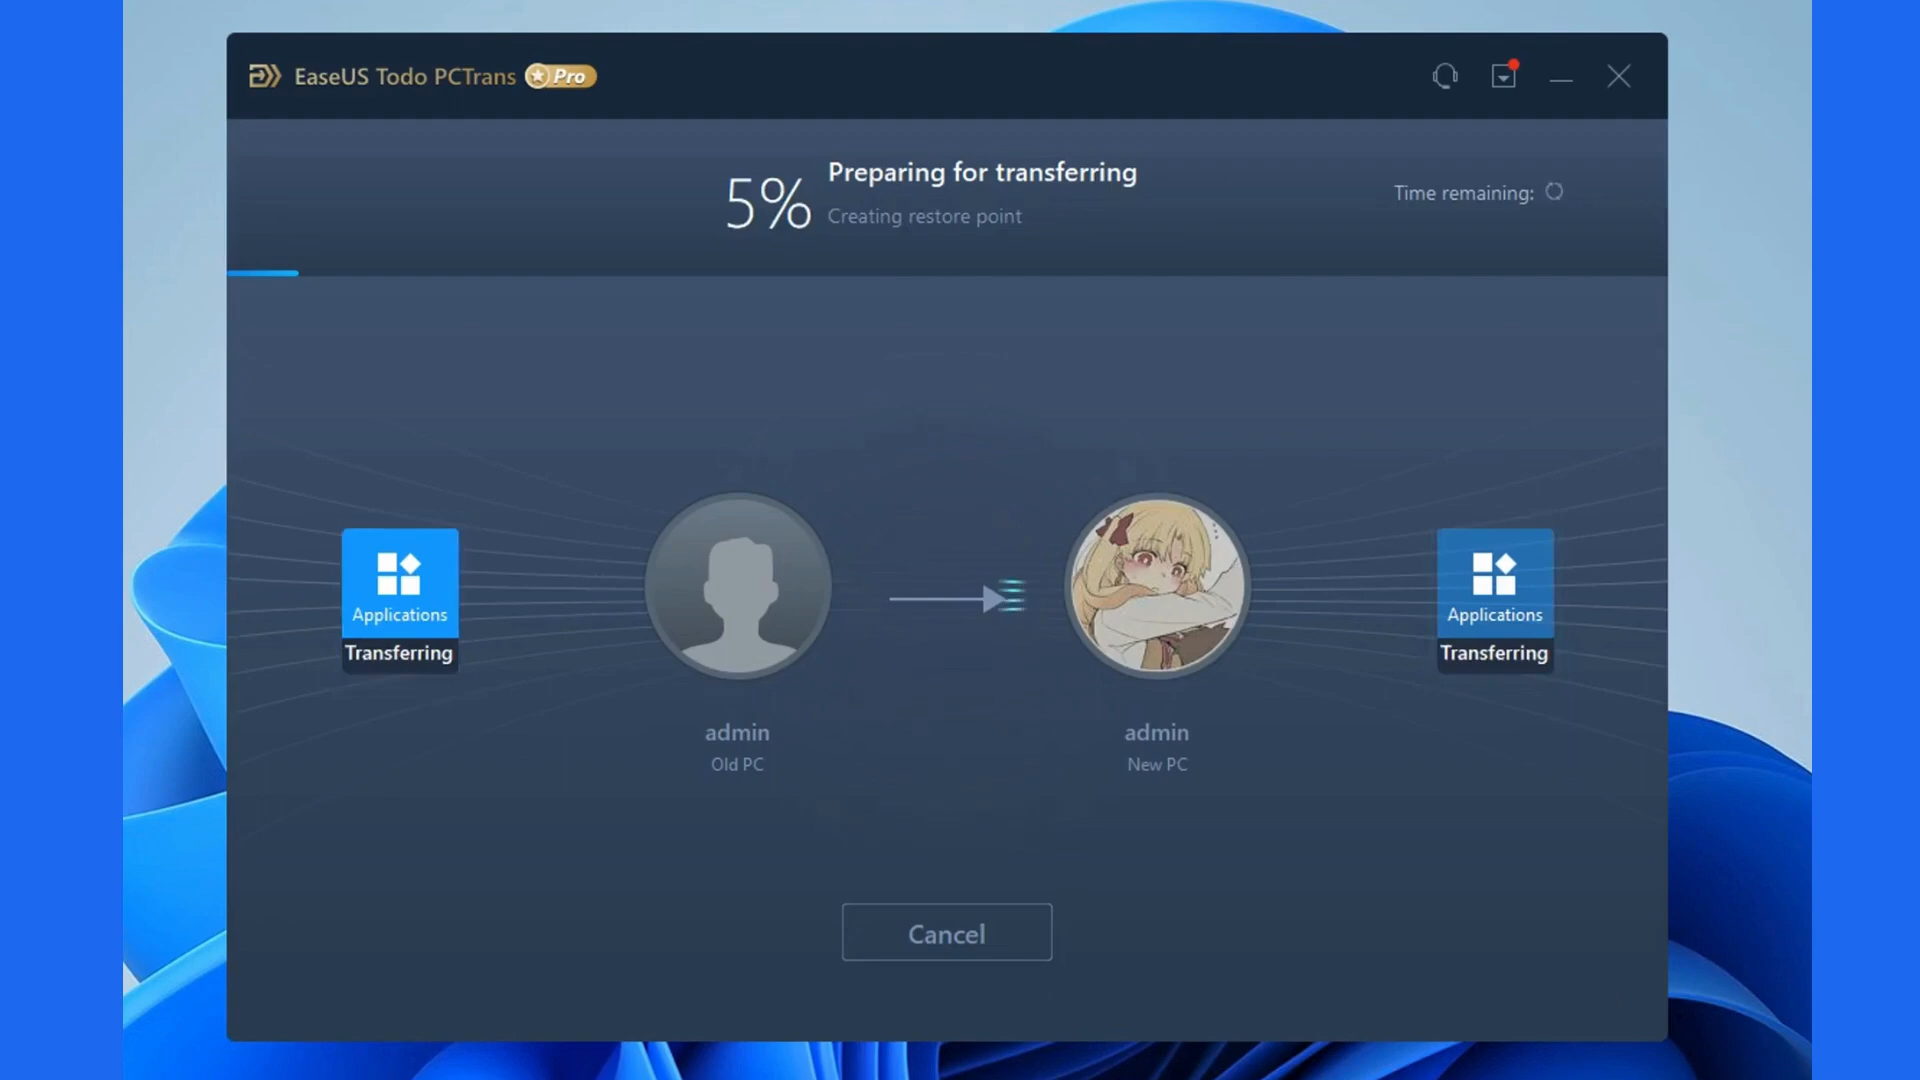 EaseUS Todo PCTrans Pro
5%
Preparing for transferring
Creating restore point
Time remaining:
Applications
Transferring
admin
Old PC
admin
New PC
Applications
Transferring
Cancel